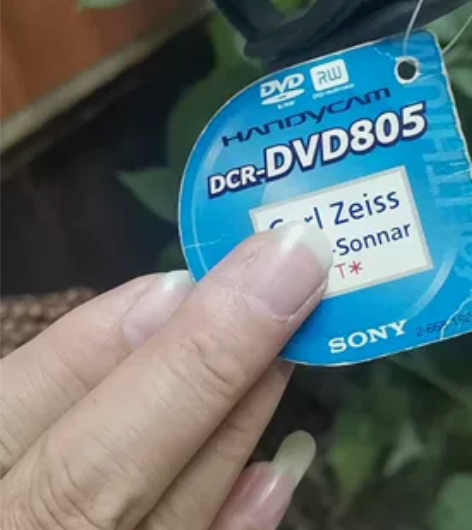 DVD RW
HANDYCAM
DCR-DVD805
Carl Zeiss
-Sonnar
T*
SONY